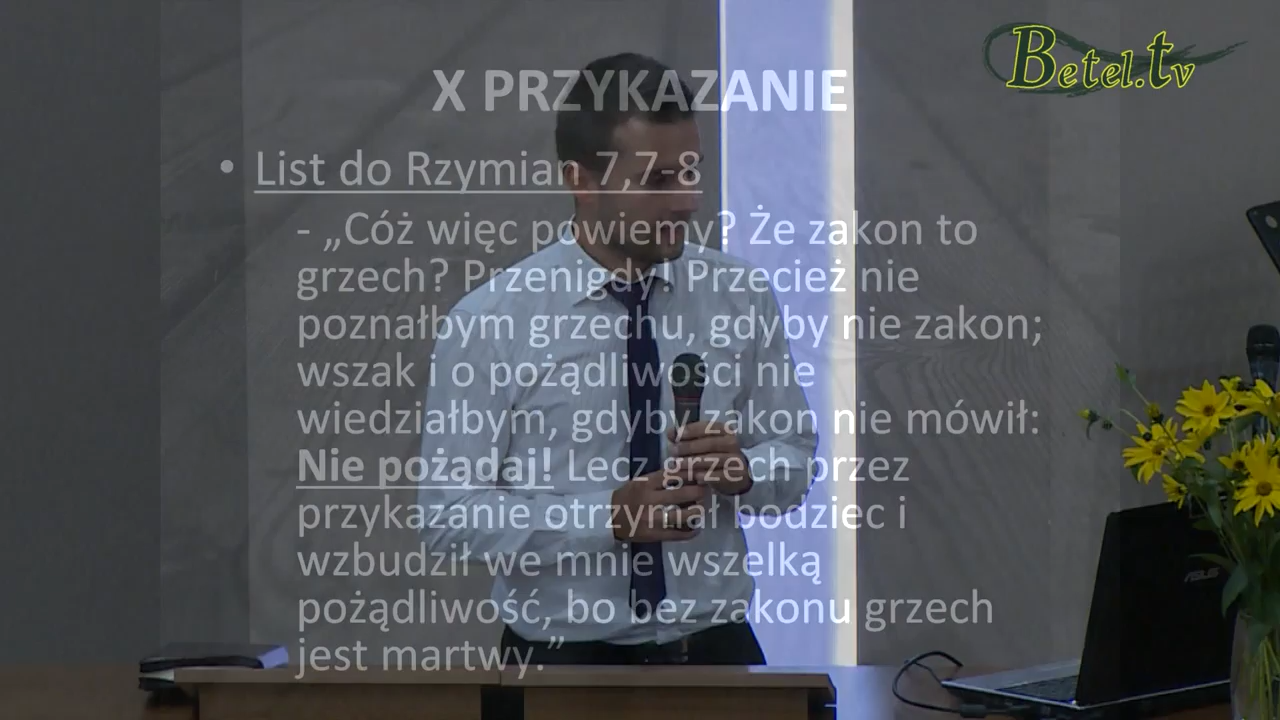 Betel.tv
X PRZYKAZANIE
• List do Rzymian 7,7-8
- „Cóż więc powiemy? Że zakon to
grzech? Przenigdy! Przecież nie
poznałbym grzechu, gdyby nie zakon;
wszak i o pożądliwości nie
wiedziałbym, gdyby zakon nie mówił:
Nie pożądaj! Lecz grzech przez
przykazanie otrzymał bodziec i
wzbudził we mnie wszelką
pożądliwość, bo bez zakonu grzech
jest martwy.”
ASUS